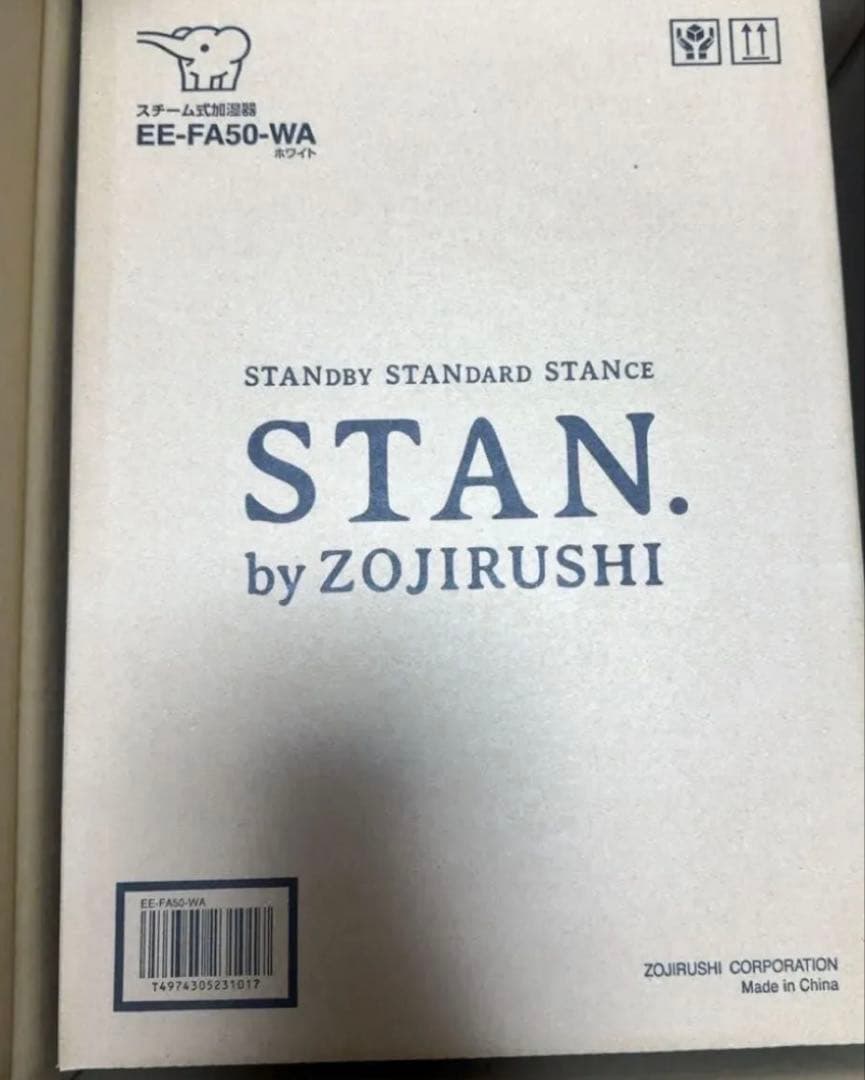 スチーム式加湿器
EE-FA50-WA
ホワイト
STANDBY STANDARD STANCE
STAN.
by ZOJIRUSHI
EE-FA50-WA
T4974305231017
ZOJIRUSHI CORPORATION
Made in China